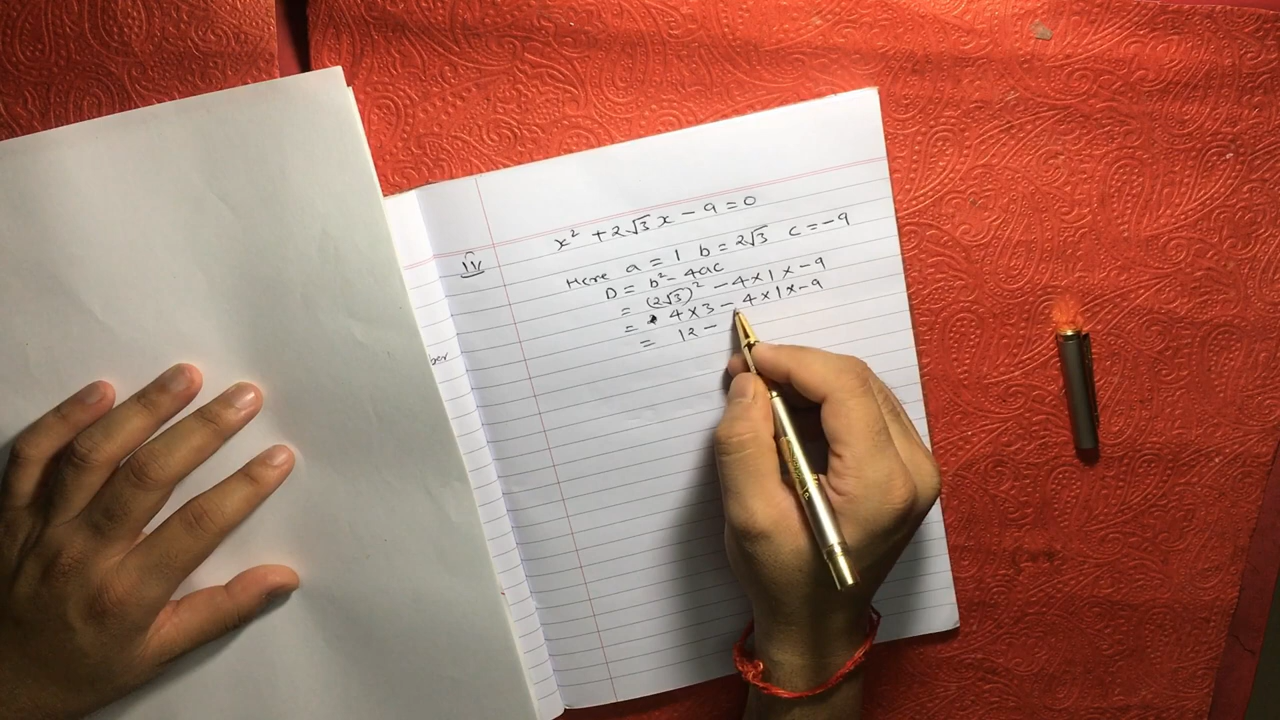 x² + 2√3 x - 9 = 0
iv
Here a = 1 b = 2√3 c = -9
D = b² - 4ac
= (2√3)² - 4 x 1 x -9
= 4 x 3 - 4 x 1 x -9
= 12 -
ber